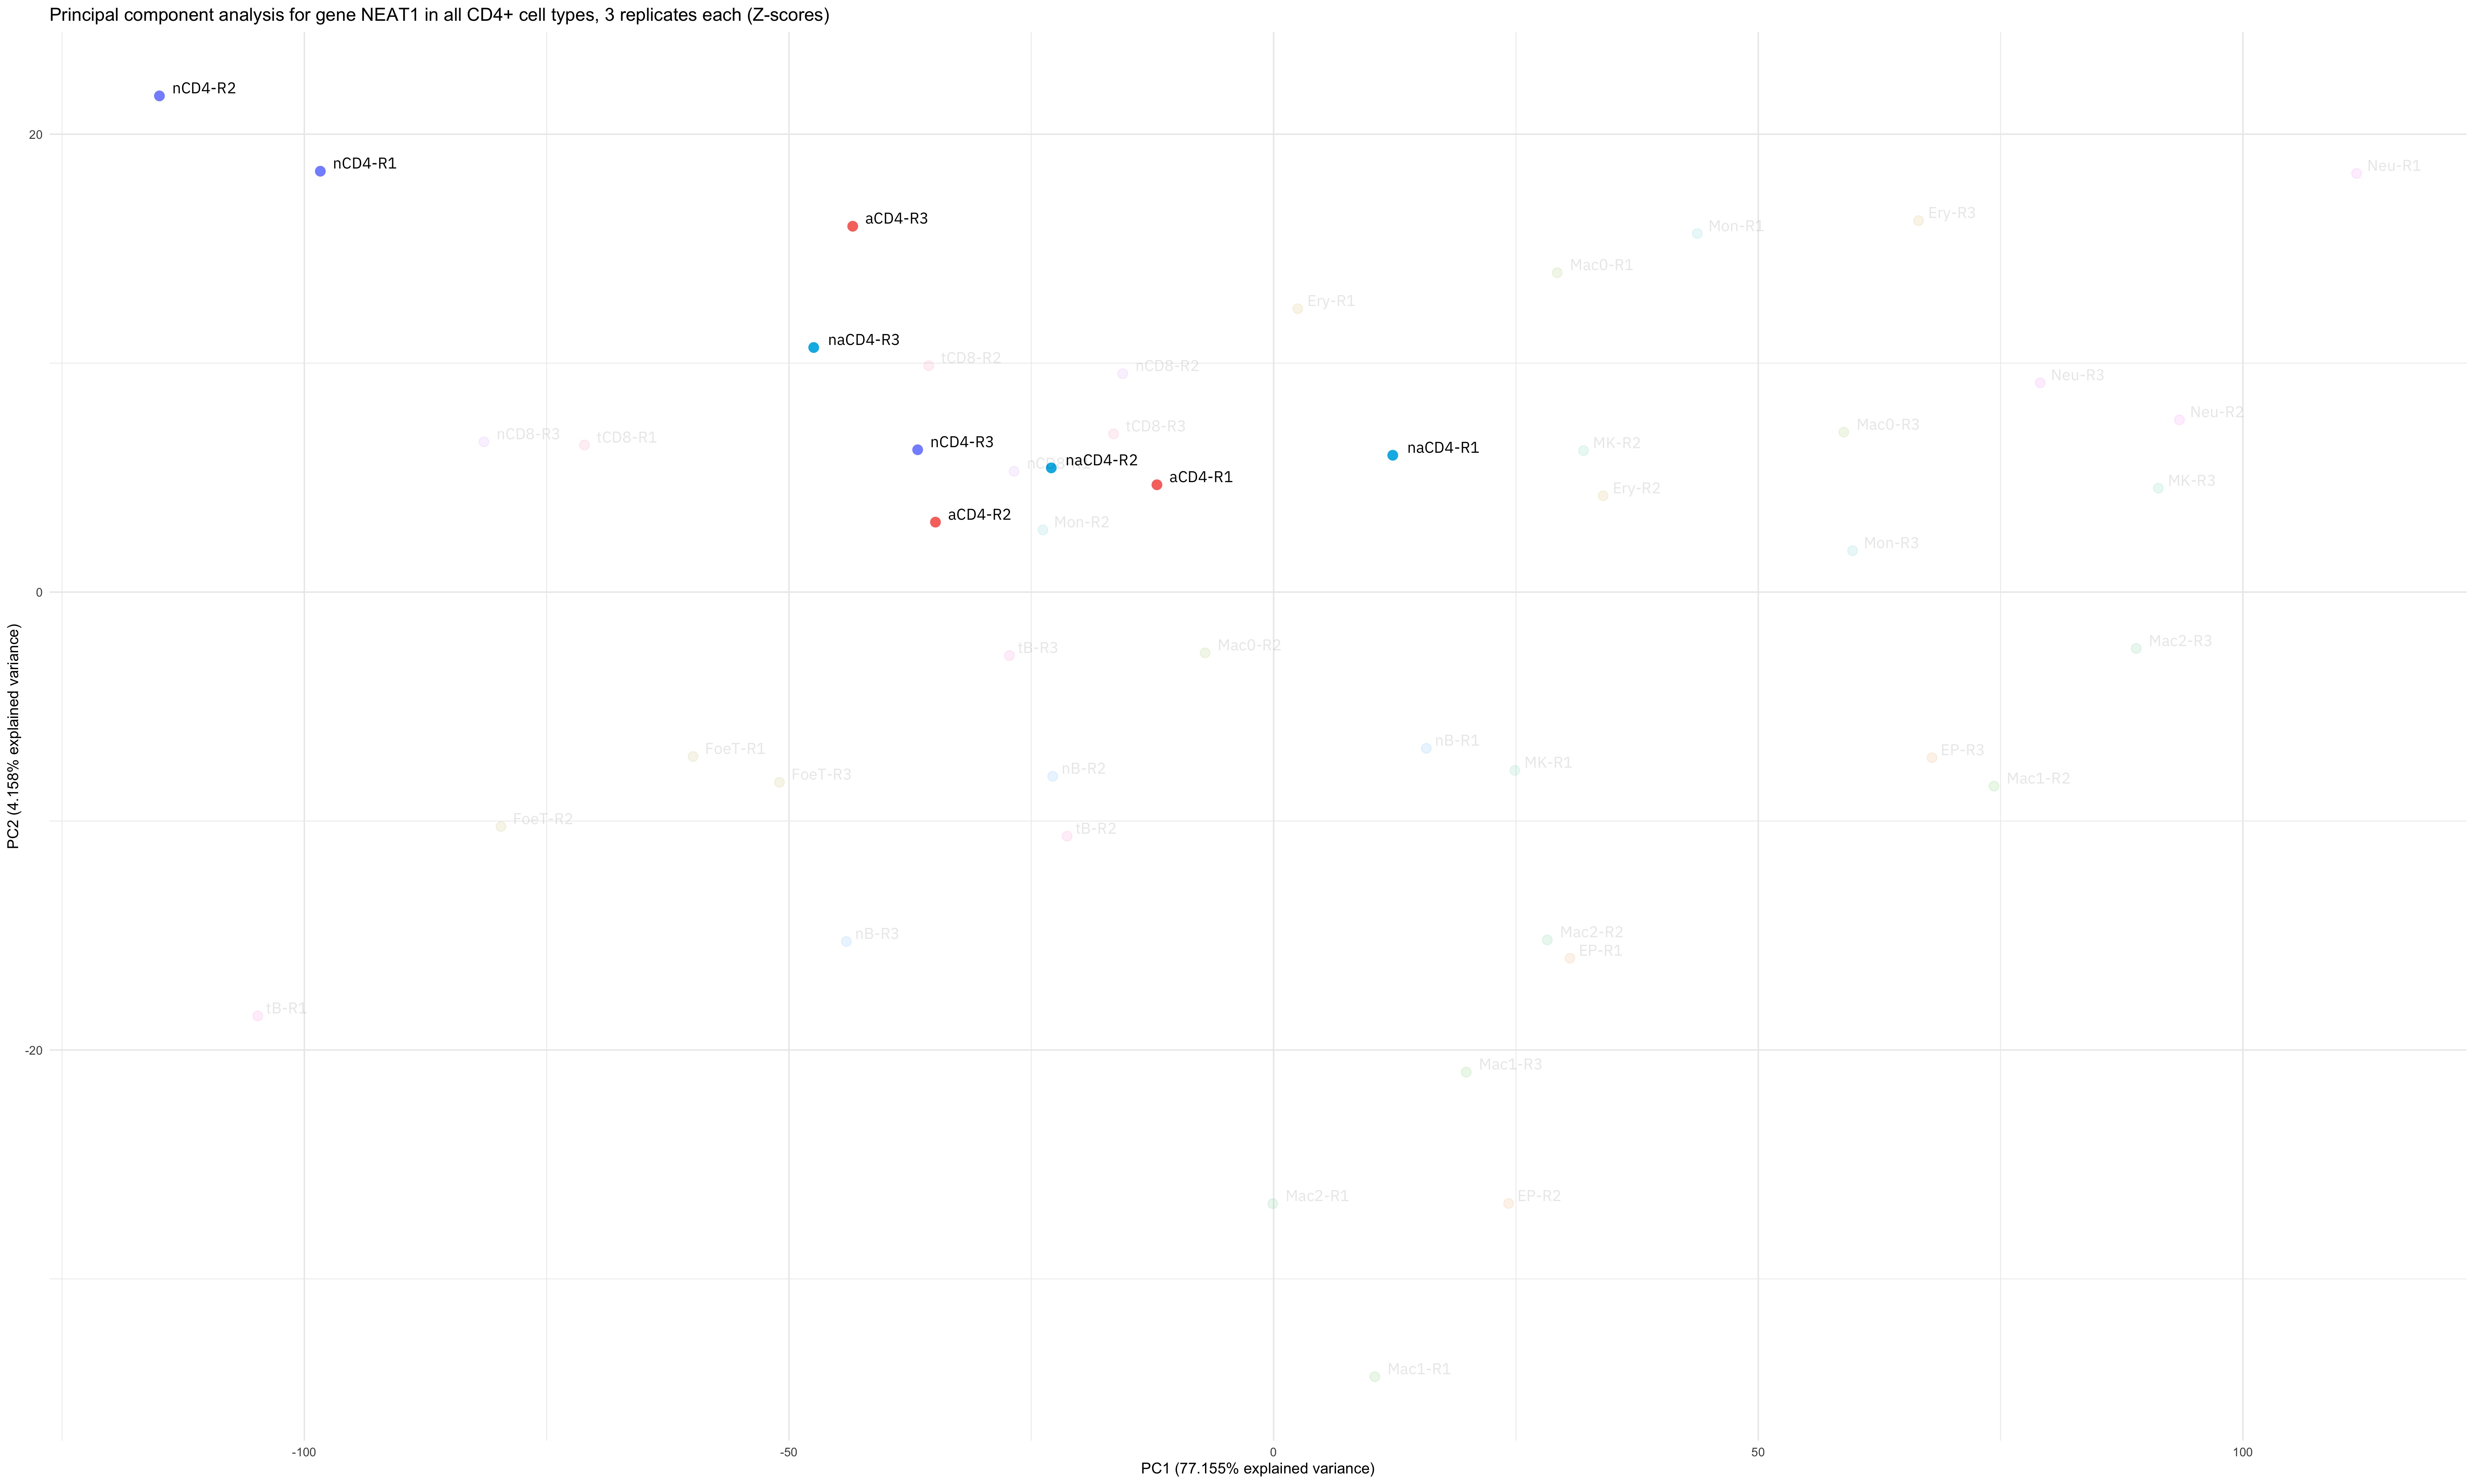 Principal component analysis for gene NEAT1 in all CD4+ cell types, 3 replicates each (Z-scores)
nCD4-R2
20
nCD4-R1
Neu-R1
aCD4-R3
Ery-R3
Mon-R1
Mac0-R1
Ery-R1
naCD4-R3
tCD8-R2
nCD8-R2
Neu-R3
Neu-R2
nCD8-R3
tCD8-R1
tCD8-R3
Mac0-R3
nCD4-R3
naCD4-R1
MK-R2
naCD4-R2
aCD4-R1
MK-R3
Ery-R2
aCD4-R2
Mon-R2
Mon-R3
0
tB-R3
Mac0-R2
Mac2-R3
PC2 (4.158% explained variance)
FoeT-R1
nB-R1
EP-R3
FoeT-R3
nB-R2
MK-R1
Mac1-R2
FoeT-R2
tB-R2
nB-R3
Mac2-R2
EP-R1
tB-R1
-20
Mac1-R3
Mac2-R1
EP-R2
Mac1-R1
-100
-50
0
50
100
PC1 (77.155% explained variance)